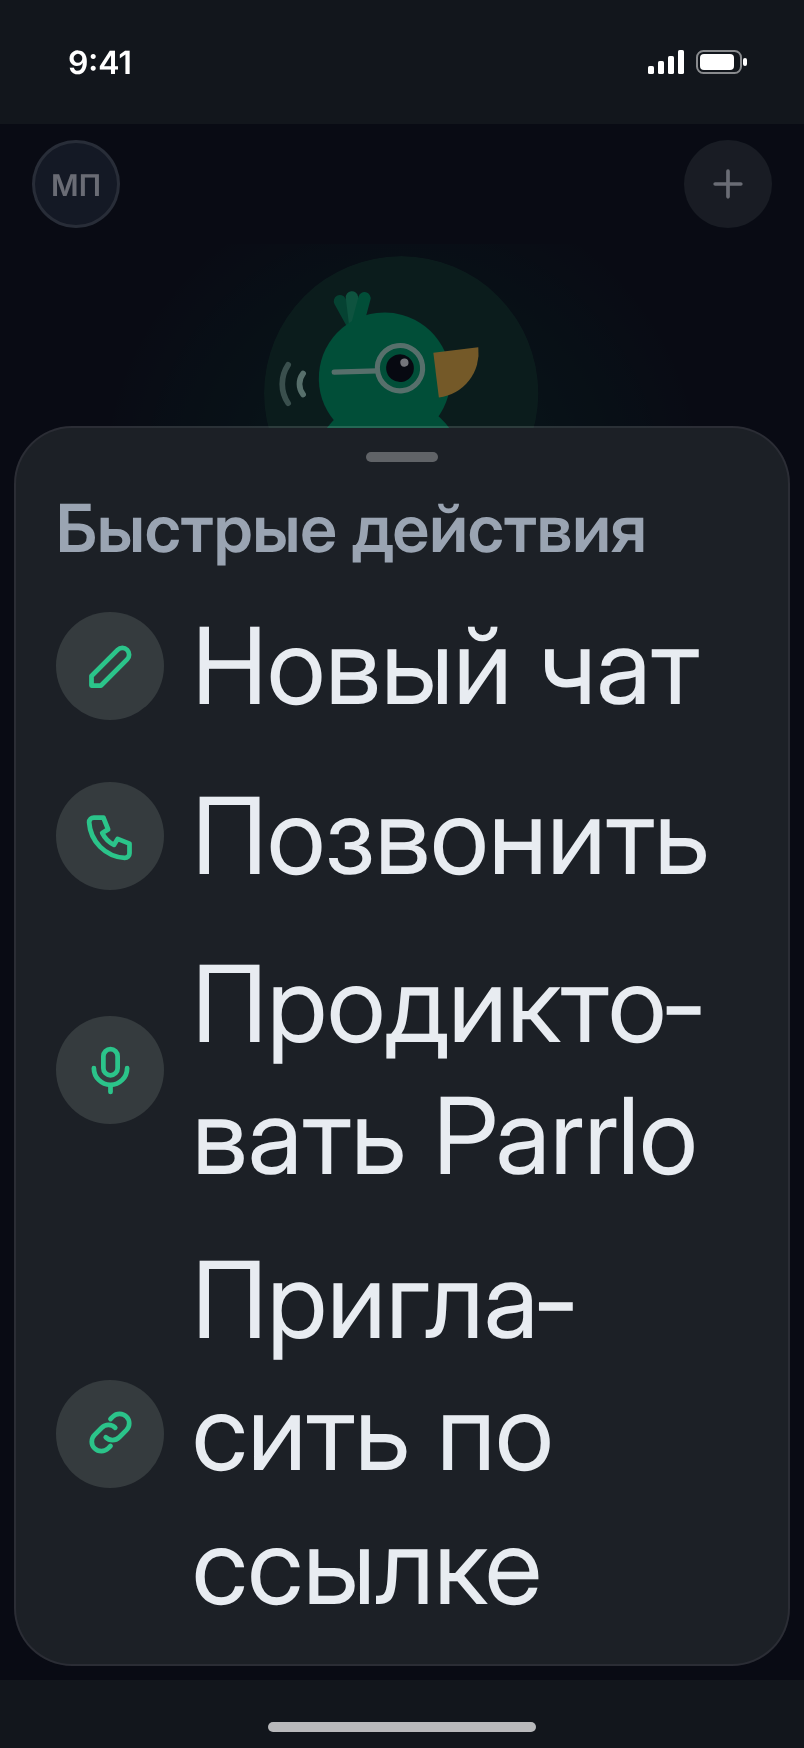 9:41
МП
Быстрые действия
Новый чат
Позвонить
Продикто-
вать Parrlo
Пригла-
сить по
ссылке